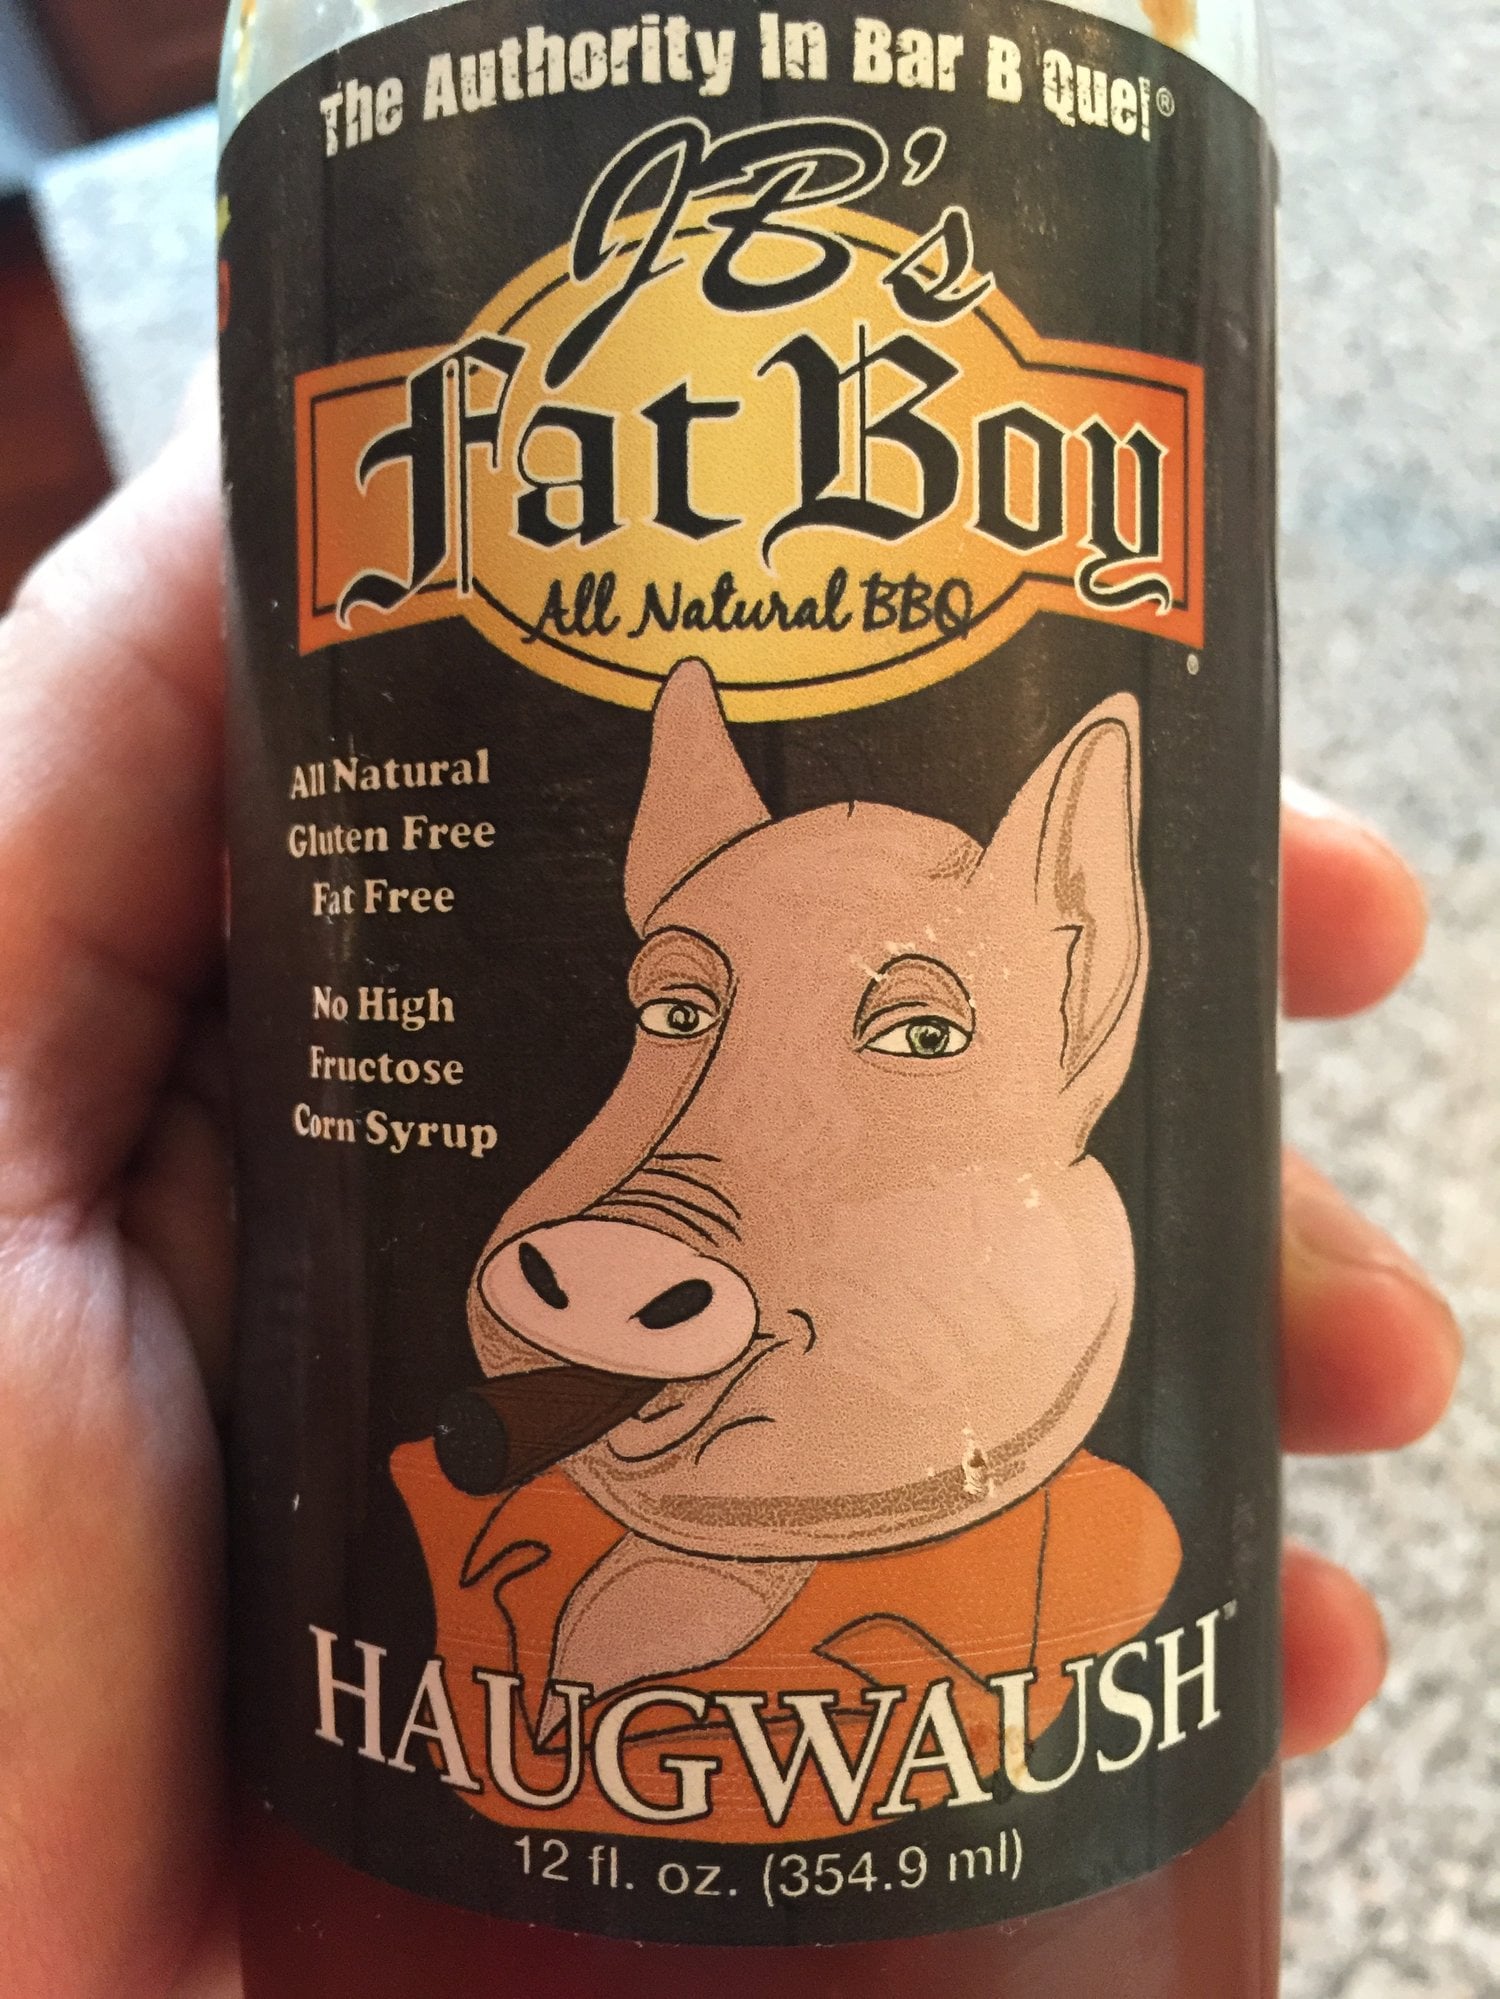 The Authority In Bar B Que!®
JB's
Fat Boy
All Natural BBQ
®
All Natural
Gluten Free
Fat Free
No High
Fructose
Corn Syrup
HAUGWAUSH™
12 fl. oz. (354.9 ml)